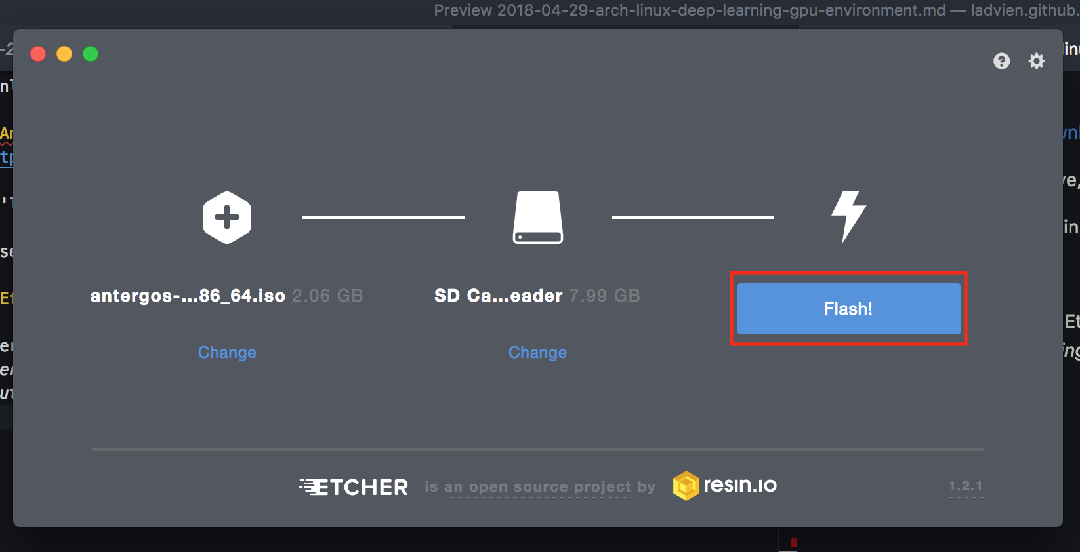 Preview 2018-04-29-arch-linux-deep-learning-gpu-environment.md — ladvien.github.
antergos-...86_64.iso 2.06 GB
SD Ca...eader 7.99 GB
Flash!
Change
Change
ETCHER is an open source project by resin.io
1.2.1